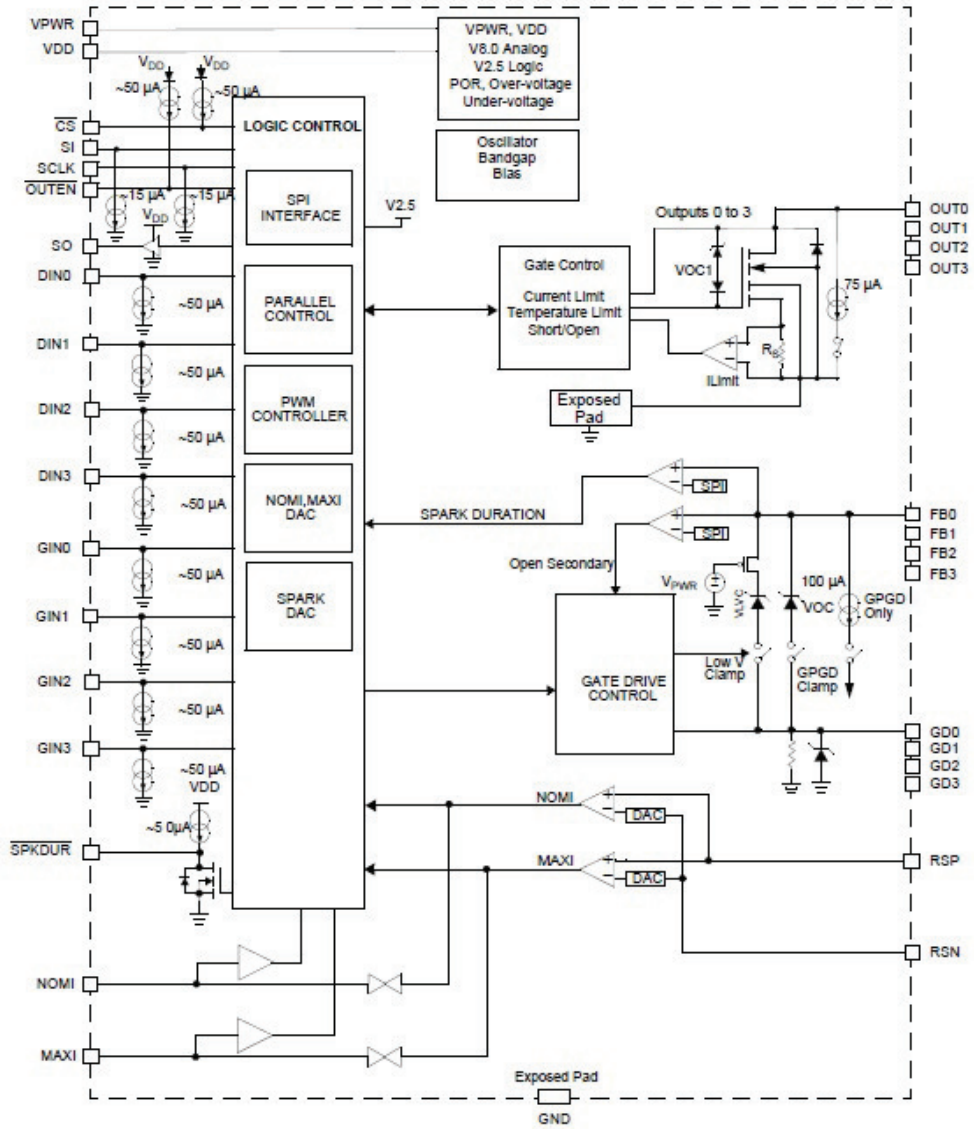 VPWR
VDD
VPWR, VDD
V8.0 Analog
V2.5 Logic
POR, Over-voltage
Under-voltage
VDD
VDD
~50 µA
~50 µA
CS
SI
SCLK
OUTEN
LOGIC CONTROL
Oscillator
Bandgap
Bias
~15 µA
~15 µA
VDD
SO
SPI
INTERFACE
V2.5
DIN0
~50 µA
PARALLEL
CONTROL
DIN1
~50 µA
DIN2
~50 µA
PWM
CONTROLLER
DIN3
~50 µA
NOMI,MAXI
DAC
GIN0
~50 µA
SPARK
DAC
GIN1
~50 µA
GIN2
~50 µA
GIN3
~50 µA
VDD
~5 0µA
SPKDUR
NOMI
MAXI
Outputs 0 to 3
Gate Control
Current Limit
Temperature Limit
Short/Open
VOC1
75 µA
RS
ILimit
Exposed
Pad
OUT0
OUT1
OUT2
OUT3
SPARK DURATION
SPI
SPI
Open Secondary
VPWR
VLVC
100 µA
VOC
GPGD
Only
FB0
FB1
FB2
FB3
GATE DRIVE
CONTROL
Low V
Clamp
GPGD
Clamp
GD0
GD1
GD2
GD3
NOMI
DAC
MAXI
DAC
RSP
RSN
Exposed Pad
GND